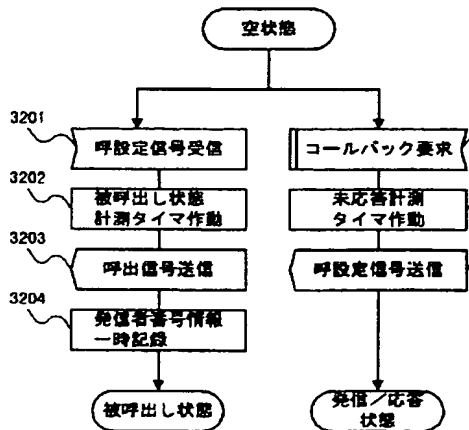 空状態
3201
呼設定信号受信
コールバック要求
3202
被呼出し状態
計測タイマ作動
未応答計測
タイマ作動
3203
呼出信号送信
呼設定信号送信
3204
発信者番号情報
一時記録
被呼出し状態
発信／応答
状態